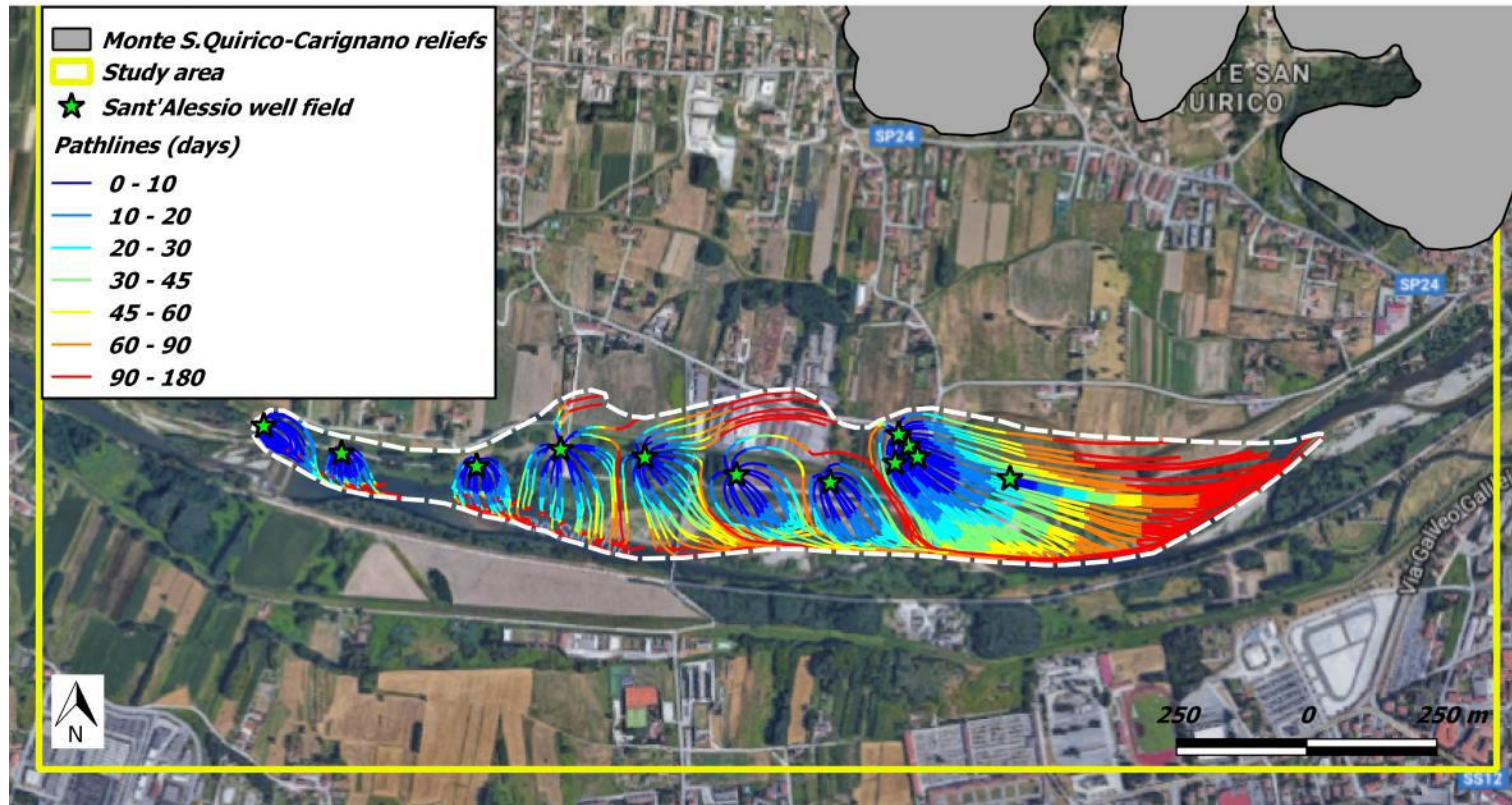 Monte S.Quirico-Carignano reliefs
Study area
Sant'Alessio well field
Pathlines (days)
0 - 10
10 - 20
20 - 30
30 - 45
45 - 60
60 - 90
90 - 180
TE SAN
QUIRICO
SP24
SP24
Via Galileo Galilei
N
250 0 250 m
SS12